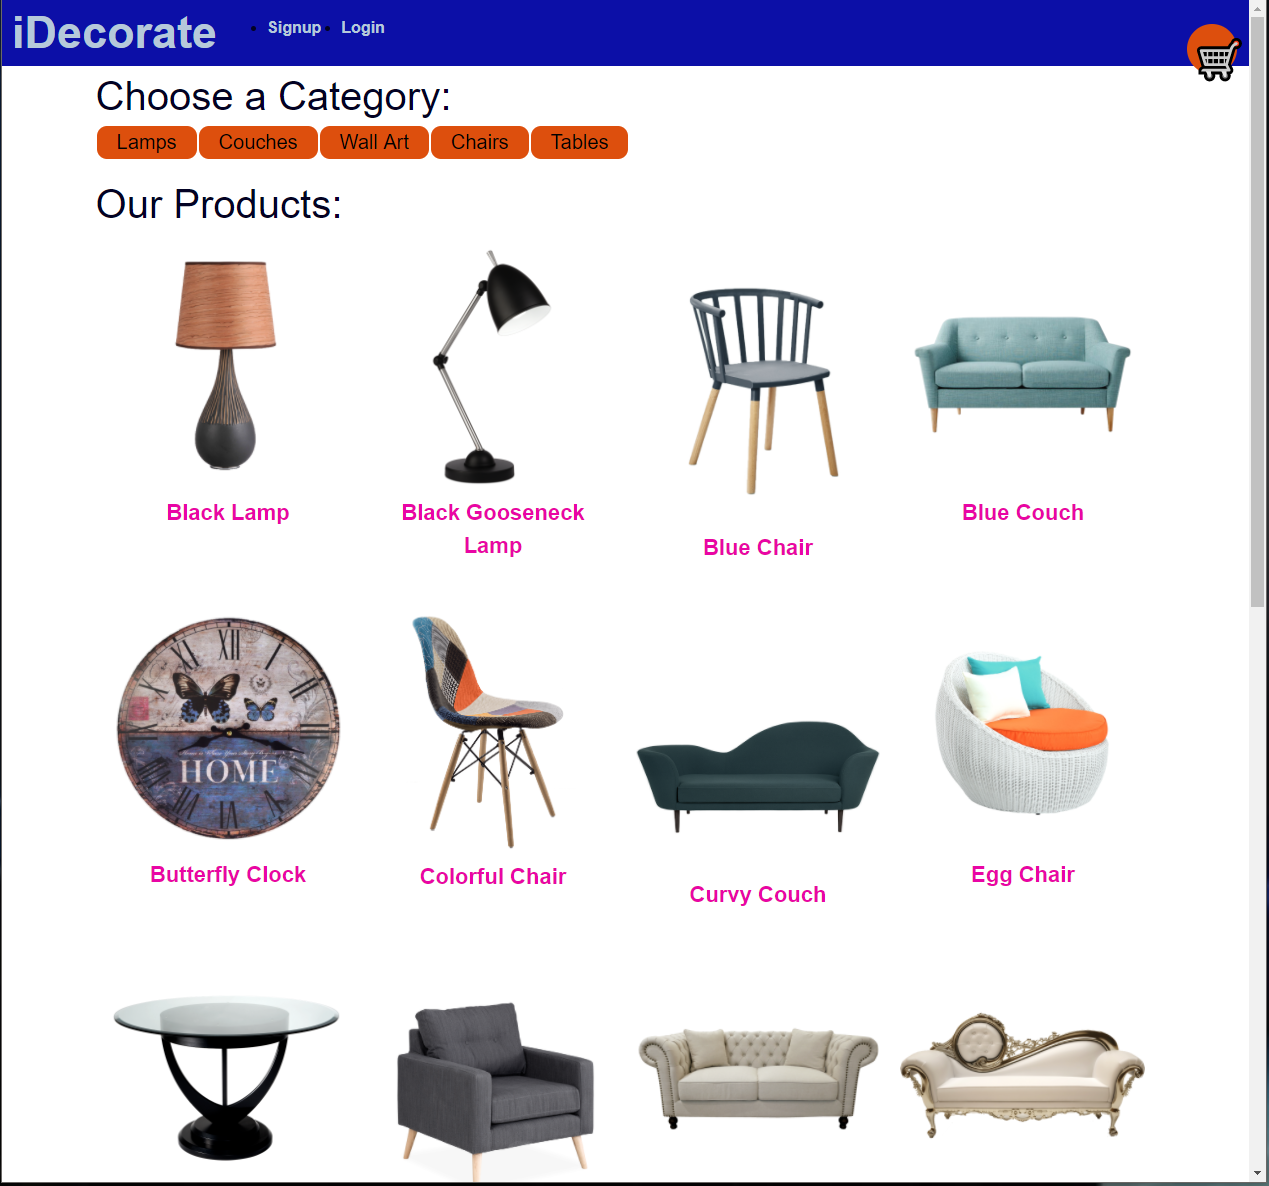 iDecorate
Signup
Login
Choose a Category:
Lamps
Couches
Wall Art
Chairs
Tables
Our Products:
Black Lamp
Black Gooseneck
Lamp
Blue Chair
Blue Couch
XII
HOME
Butterfly Clock
Colorful Chair
Curvy Couch
Egg Chair